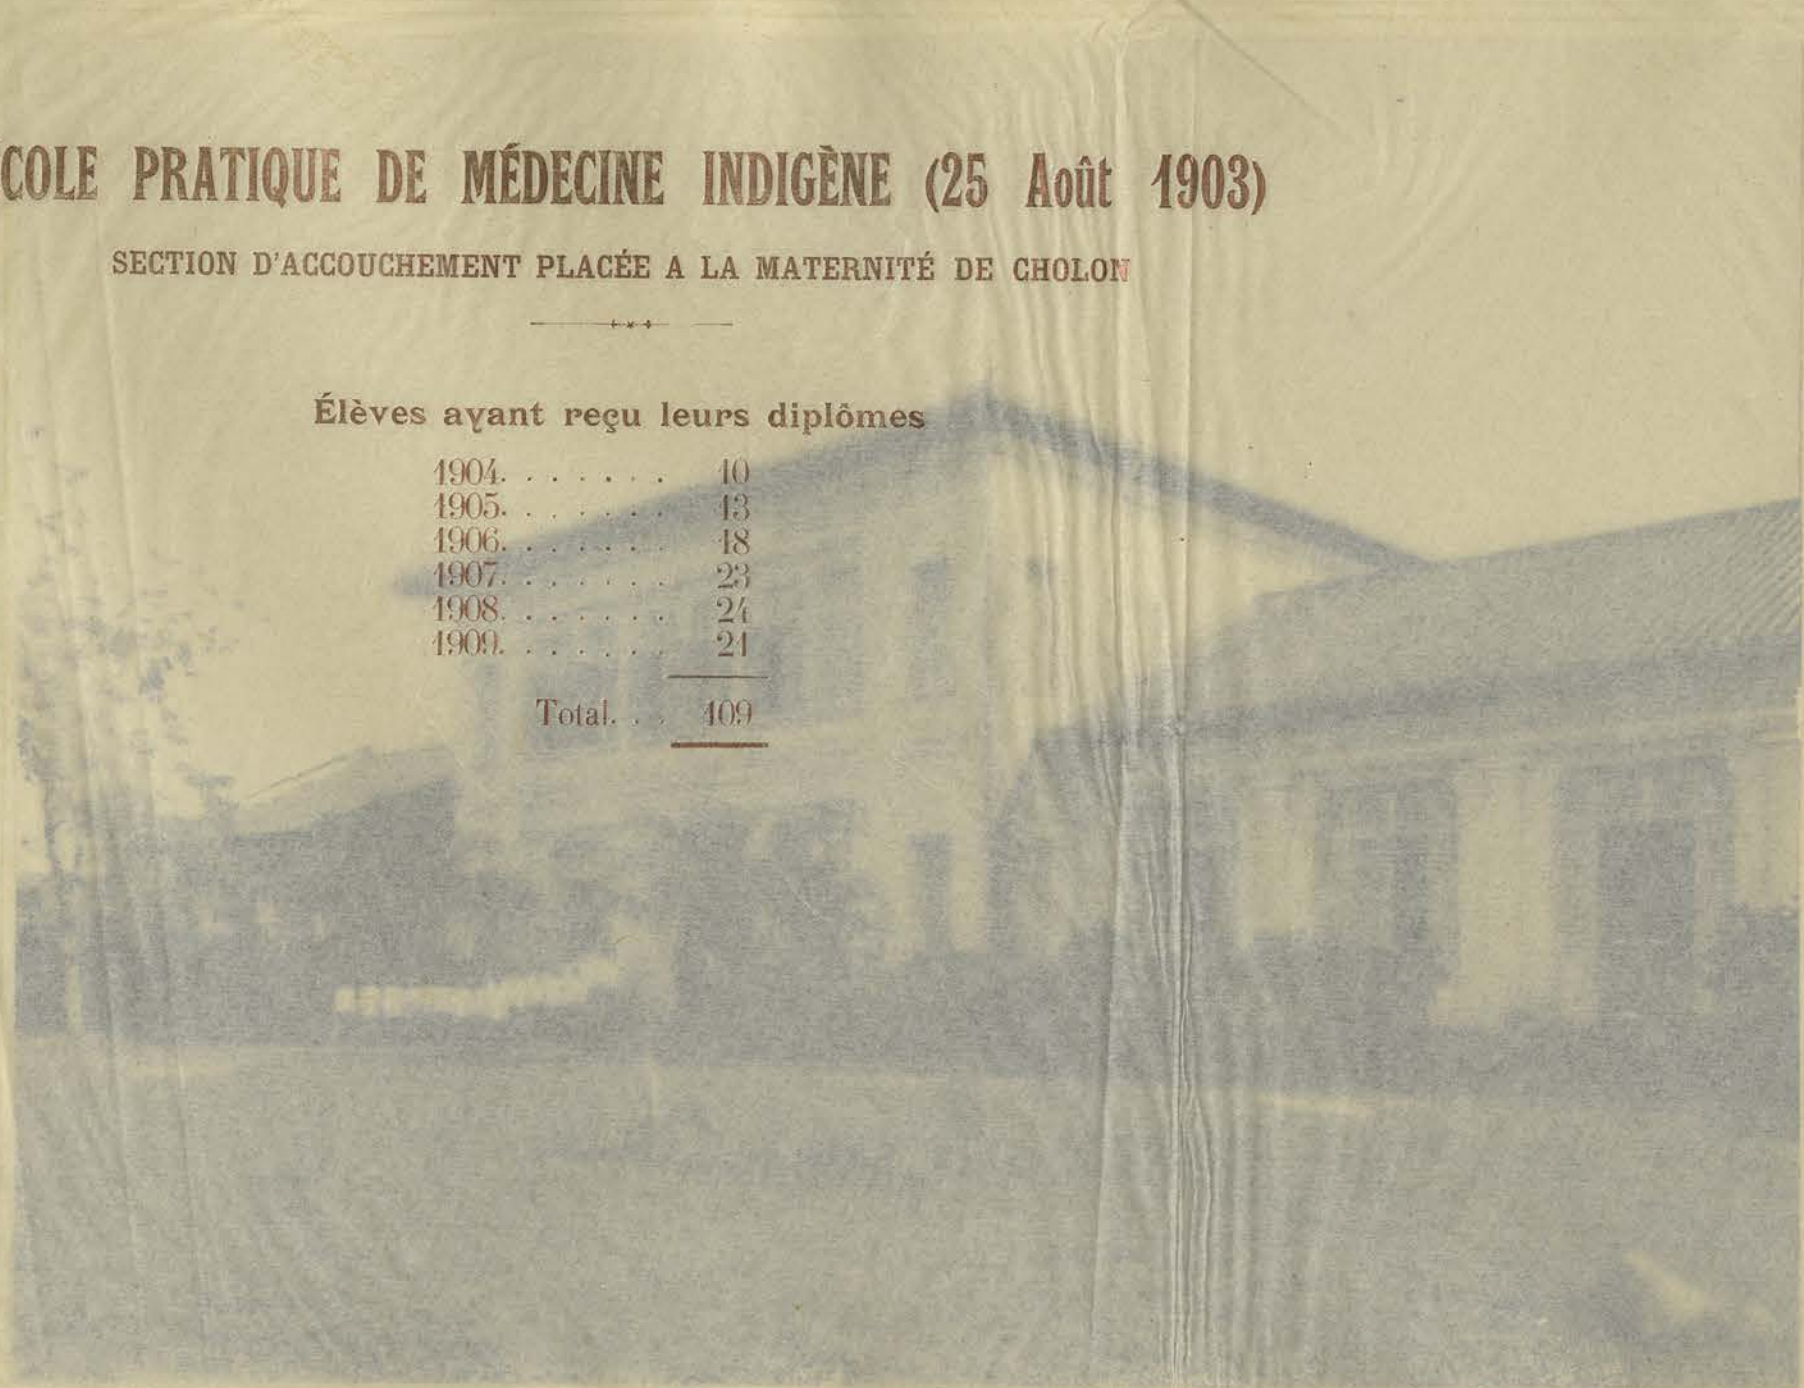 COLE PRATIQUE DE MÉDECINE INDIGÈNE (25 Août 1903)
SECTION D'ACCOUCHEMENT PLACÉE A LA MATERNITÉ DE CHOLON
Élèves ayant reçu leurs diplômes
1904. . . . . . . 10
1905. . . . . . . 13
1906. . . . . . . 18
1907. . . . . . . 23
1908. . . . . . . 24
1909. . . . . . . 21
Total. . . 109